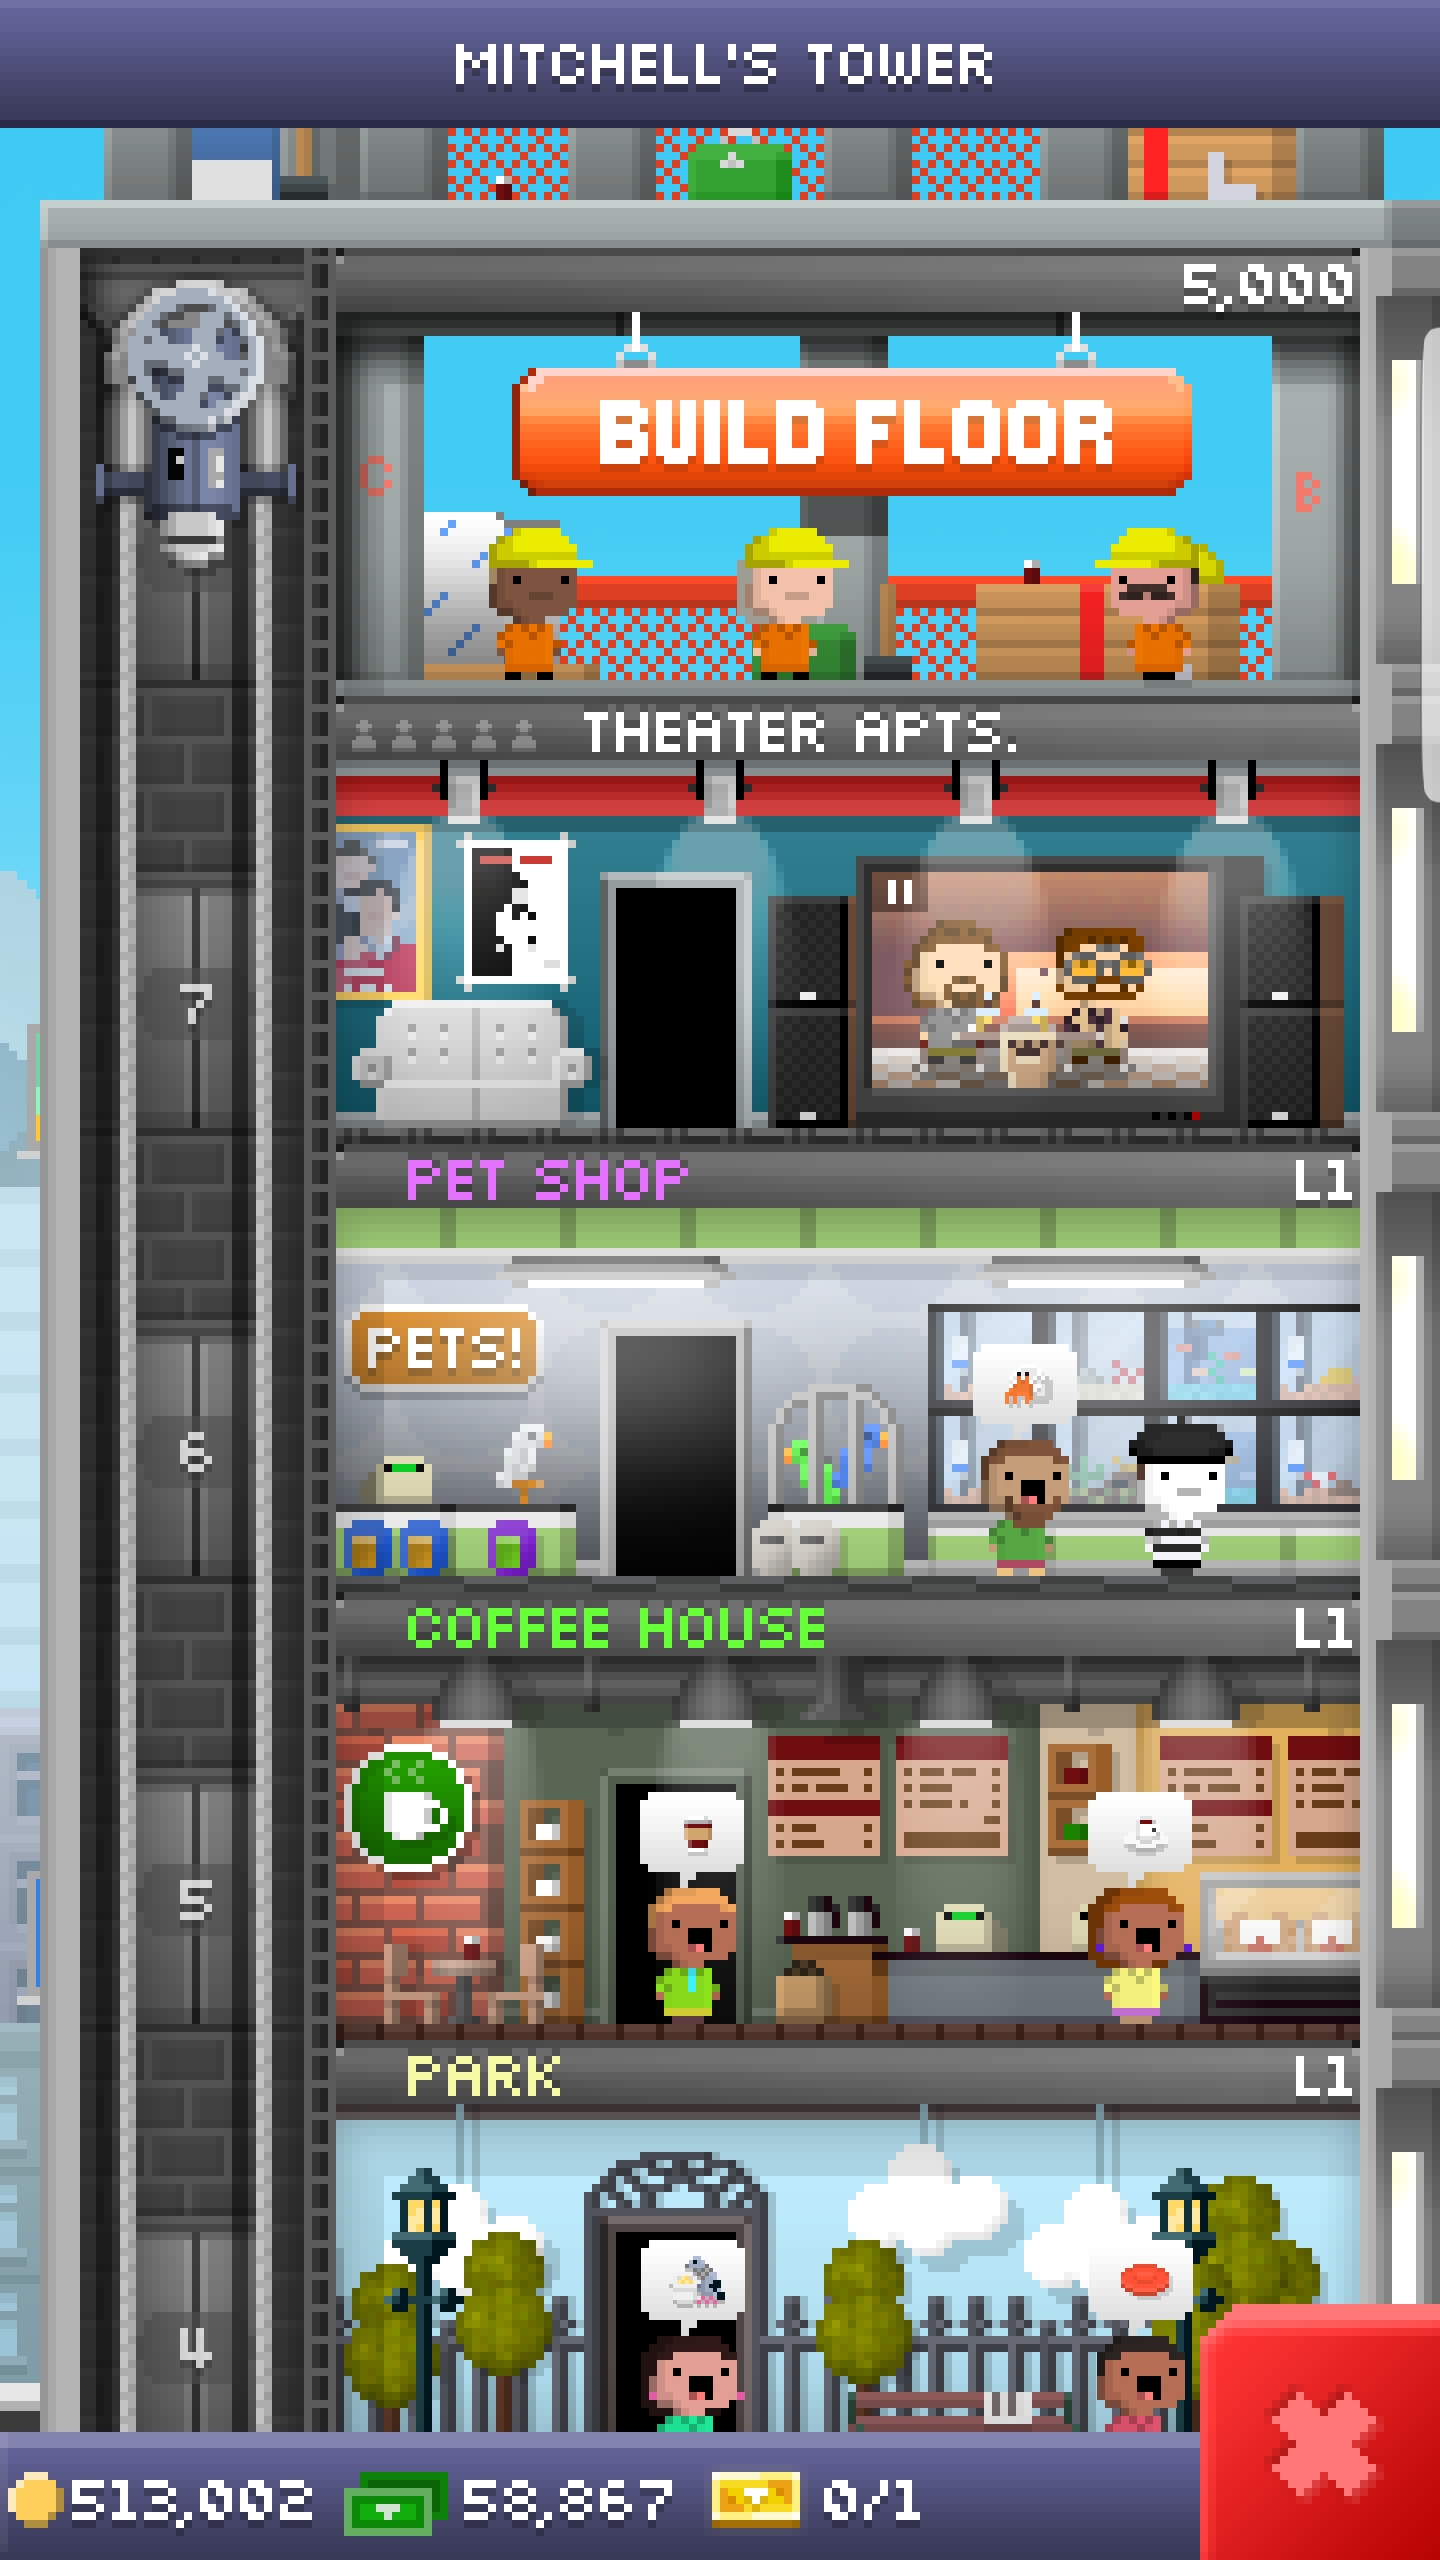 MITCHELL'S TOWER
5,000
BUILD FLOOR
C
B
THEATER APTS.
7
PET SHOP L1
PETS!
6
COFFEE HOUSE L1
5
PARK L1
4
513,002 58,867 0/1